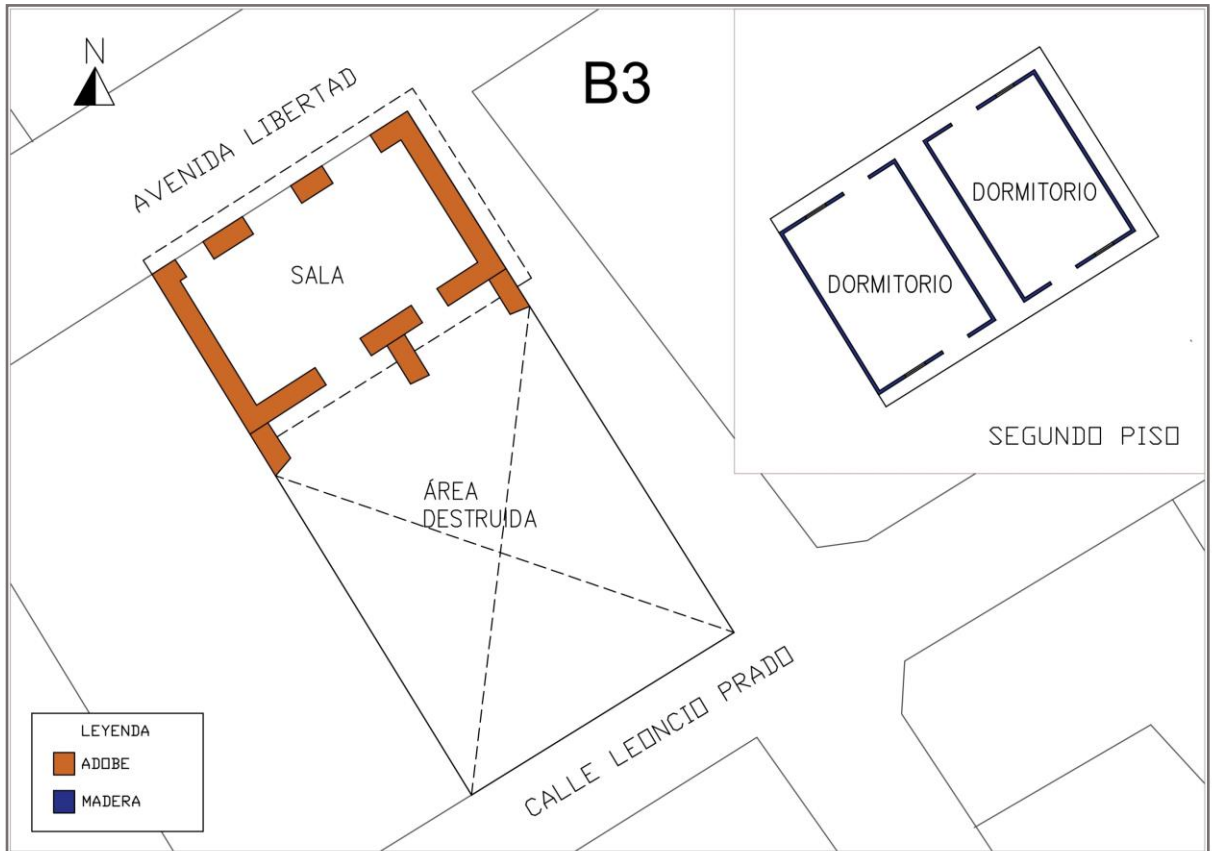 N
AVENIDA LIBERTAD
B3
SALA
DORMITORIO
DORMITORIO
SEGUNDO PISO
ÁREA
DESTRUIDA
CALLE LEONCIO PRADO
LEYENDA
ADOBE
MADERA